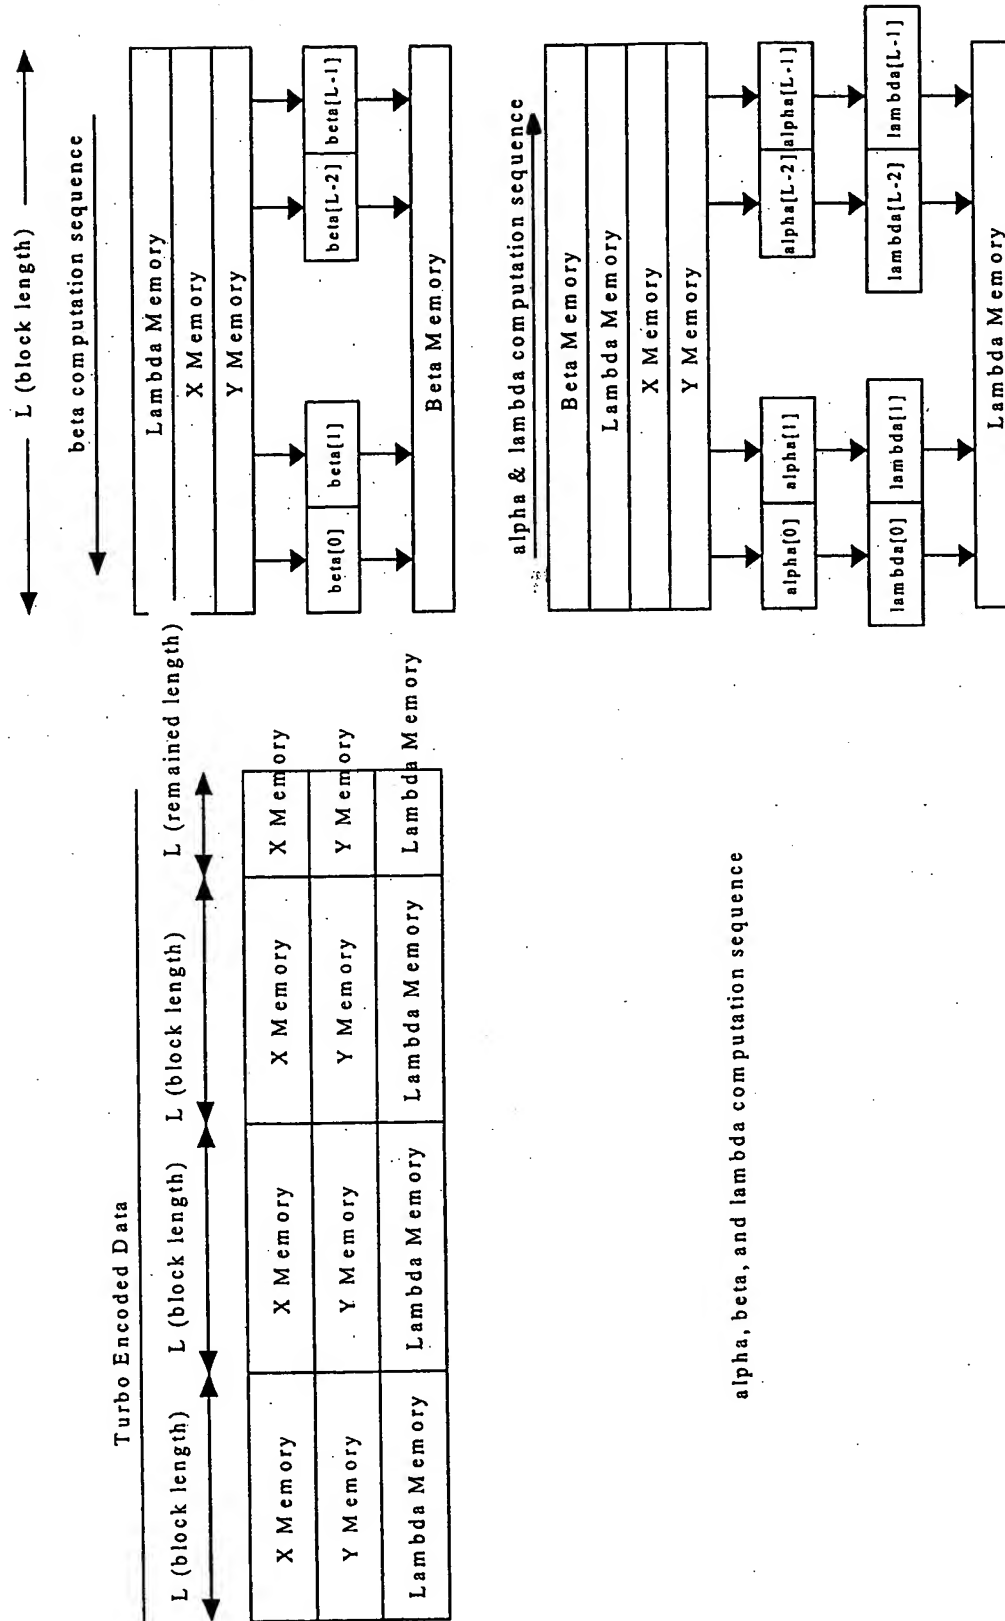 Turbo Encoded Data
L (block length) L (block length) L (block length) L (remained length)
X Memory X Memory X Memory X Memory
Y Memory Y Memory Y Memory Y Memory
Lambda Memory Lambda Memory Lambda Memory Lambda Memory
L (block length)
beta computation sequence
Lambda Memory
X Memory
Y Memory
beta[0] beta[1] beta[L-2] beta[L-1]
Beta Memory
alpha & lambda computation sequence
Beta Memory
Lambda Memory
X Memory
Y Memory
alpha[0] alpha[1] alpha[L-2] alpha[L-1]
lambda[0] lambda[1] lambda[L-2] lambda[L-1]
Lambda Memory
alpha, beta, and lambda computation sequence